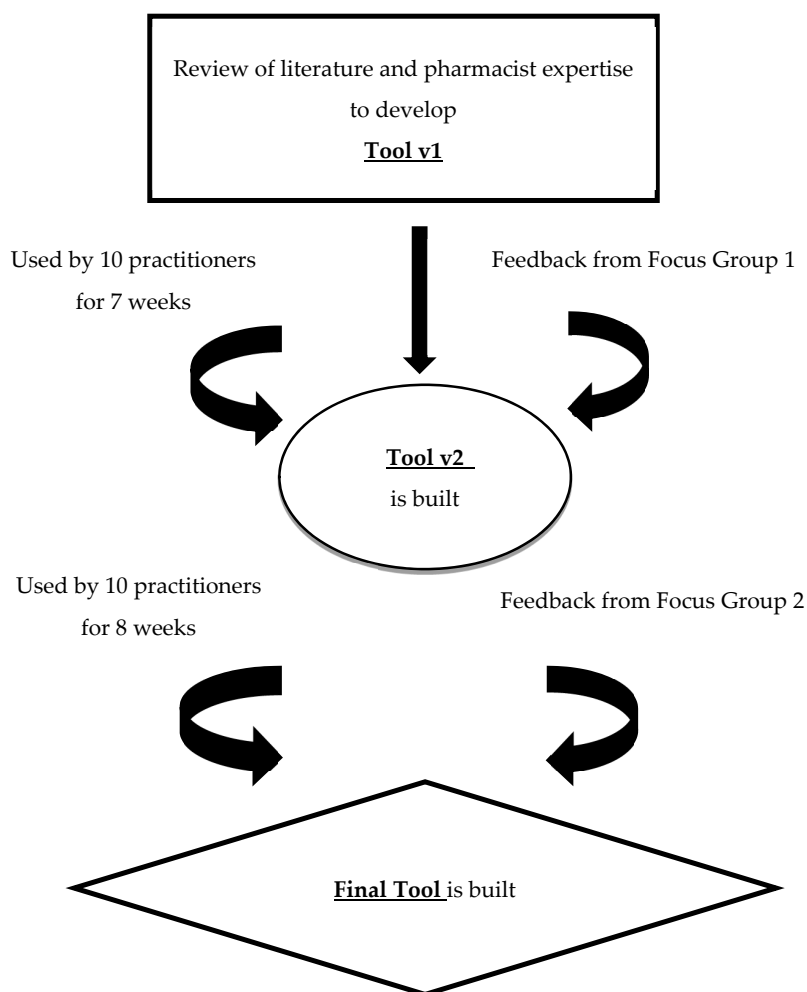 Review of literature and pharmacist expertise
to develop
Tool v1
Used by 10 practitioners
for 7 weeks
Feedback from Focus Group 1
Tool v2
is built
Used by 10 practitioners
for 8 weeks
Feedback from Focus Group 2
Final Tool is built